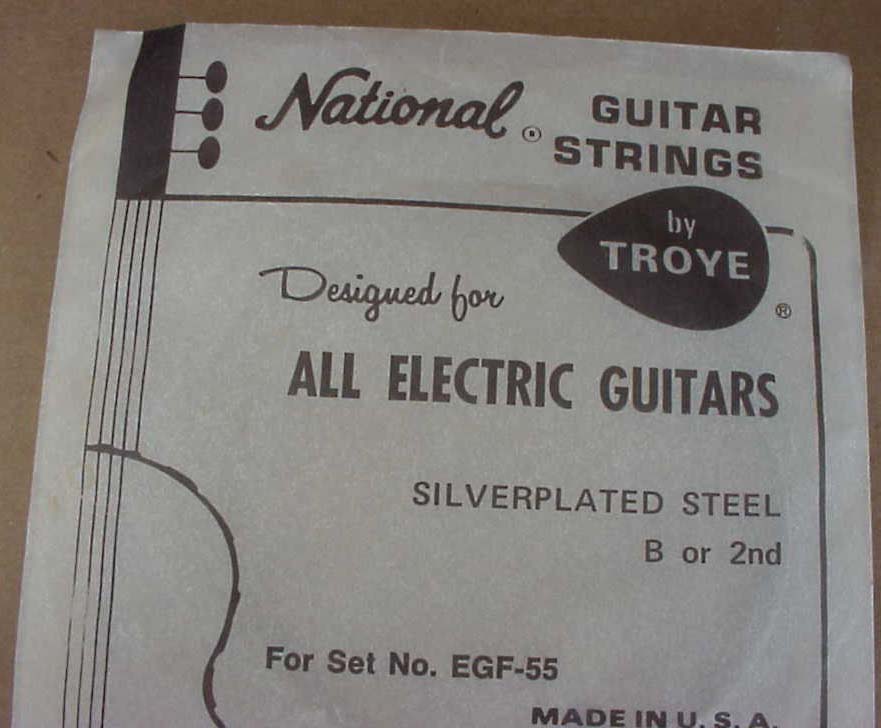 National ® GUITAR
STRINGS
by
TROYE
®
Designed for
ALL ELECTRIC GUITARS
SILVERPLATED STEEL
B or 2nd
For Set No. EGF-55
MADE IN U. S. A.